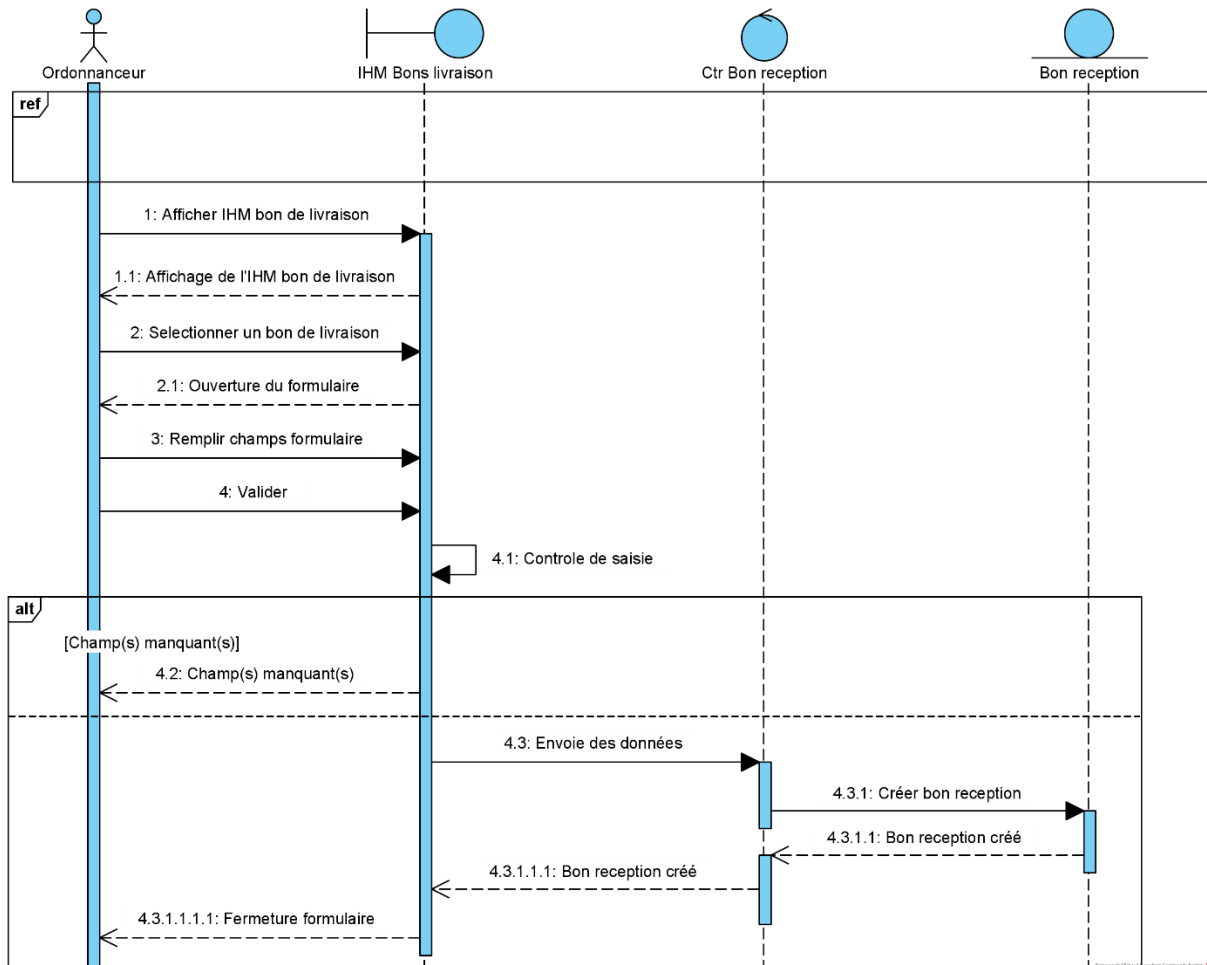 Ordonnanceur
IHM Bons livraison
Ctr Bon reception
Bon reception
ref
1: Afficher IHM bon de livraison
1.1: Affichage de l'IHM bon de livraison
2: Selectionner un bon de livraison
2.1: Ouverture du formulaire
3: Remplir champs formulaire
4: Valider
4.1: Controle de saisie
alt
[Champ(s) manquant(s)]
4.2: Champ(s) manquant(s)
4.3: Envoie des données
4.3.1: Créer bon reception
4.3.1.1: Bon reception créé
4.3.1.1.1: Bon reception créé
4.3.1.1.1.1: Fermeture formulaire